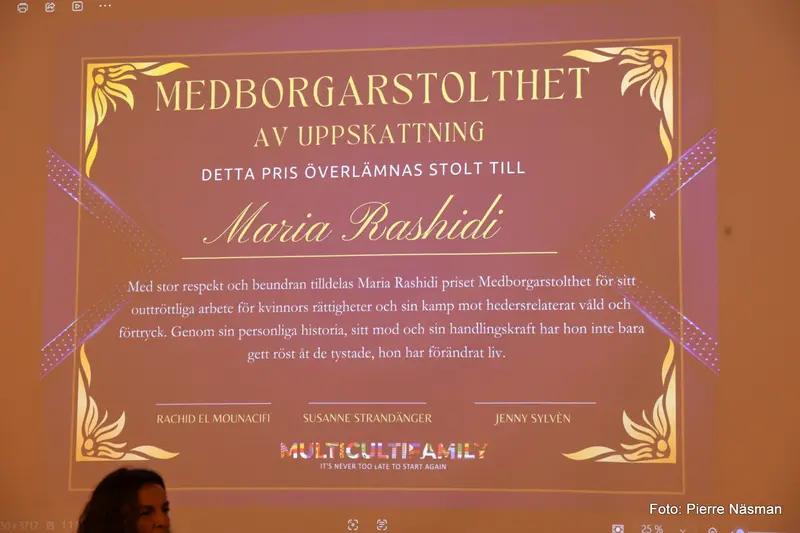 MEDBORGARSTOLTHET
AV UPPSKATTNING
DETTA PRIS ÖVERLÄMNAS STOLT TILL
Maria Rashidi
Med stor respekt och beundran tilldelas Maria Rashidi priset Medborgarstolthet för sitt
outtröttliga arbete för kvinnors rättigheter och sin kamp mot hedersrelaterat våld och
förtryck. Genom sin personliga historia, sitt mod och sin handlingskraft har hon inte bara
gett röst åt de tystade, hon har förändrat liv.
RACHID EL MOUNACIFI SUSANNE STRANDÄNGER JENNY SYLVÈN
MULTICULTIFAMILY
IT'S NEVER TOO LATE TO START AGAIN
Foto: Pierre Näsman
25 %